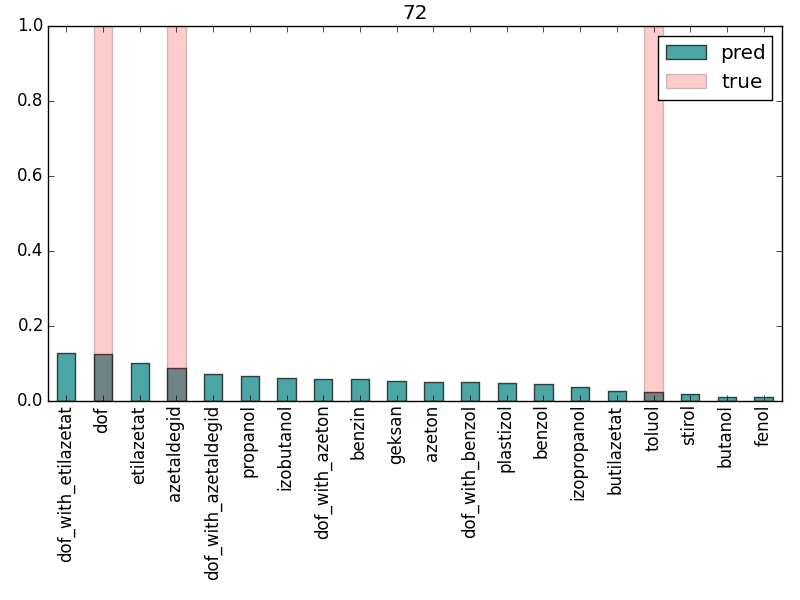 72
1.0
0.8
0.6
0.4
0.2
0.0
pred
true
dof_with_etilazetat
dof
etilazetat
azetaldegid
dof_with_azetaldegid
propanol
izobutanol
dof_with_azeton
benzin
geksan
azeton
dof_with_benzol
plastizol
benzol
izopropanol
butilazetat
toluol
stirol
butanol
fenol